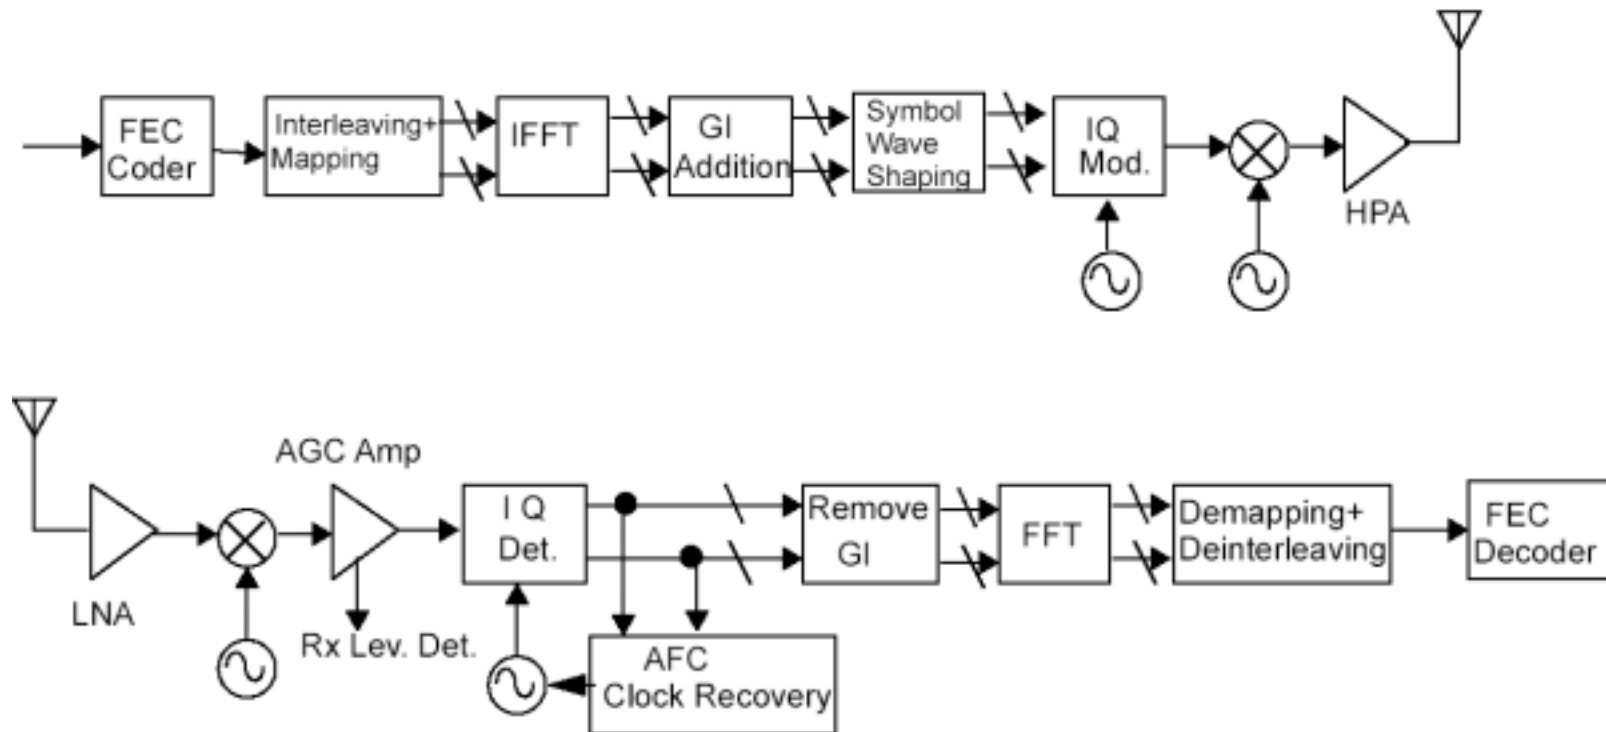 FEC
Coder
Interleaving+
Mapping
IFFT
GI
Addition
Symbol
Wave
Shaping
IQ
Mod.
HPA
LNA
AGC Amp
Rx Lev. Det.
I Q
Det.
AFC
Clock Recovery
Remove
GI
FFT
Demapping+
Deinterleaving
FEC
Decoder